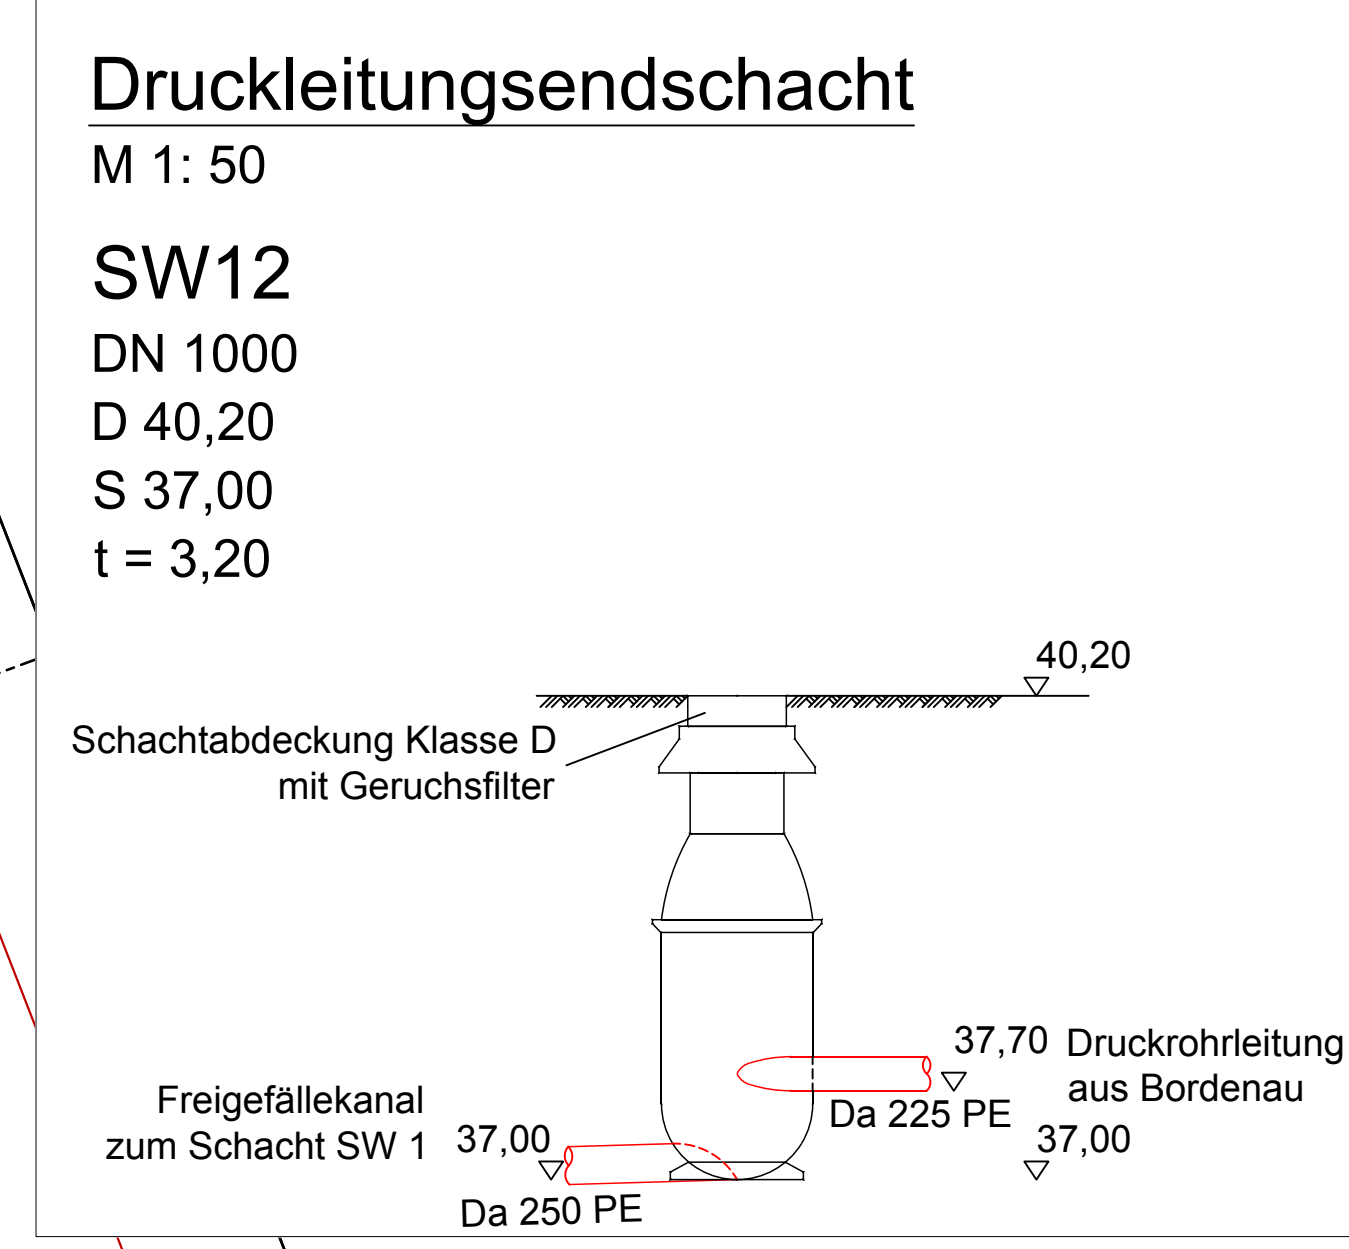 Druckleitungsendschacht
M 1: 50
SW12
DN 1000
D 40,20
S 37,00
t = 3,20
40,20
Schachtabdeckung Klasse D
mit Geruchsfilter
37,70
Druckrohrleitung
aus Bordenau
Da 225 PE
Freigefällekanal
zum Schacht SW 1
37,00
37,00
Da 250 PE